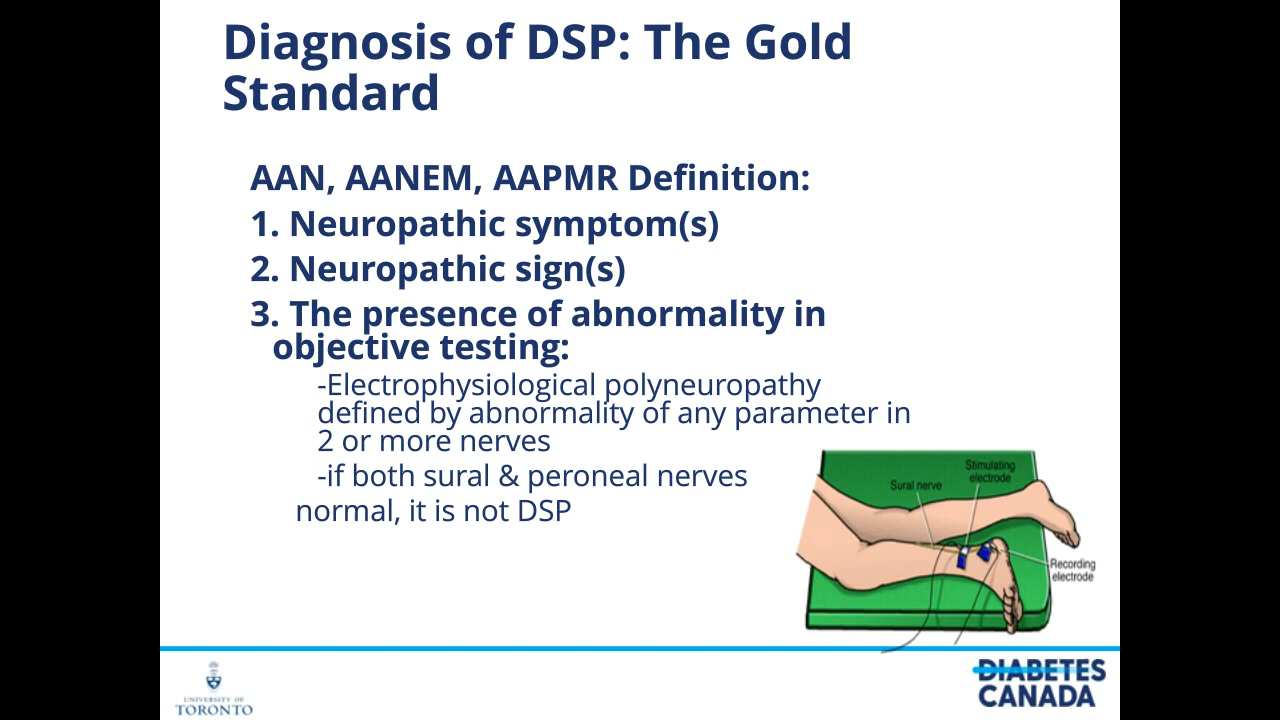 Diagnosis of DSP: The Gold
Standard
AAN, AANEM, AAPMR Definition:
1. Neuropathic symptom(s)
2. Neuropathic sign(s)
3. The presence of abnormality in
objective testing:
-Electrophysiological polyneuropathy
defined by abnormality of any parameter in
2 or more nerves
-if both sural & peroneal nerves
normal, it is not DSP
Stimulating
electrode
Sural nerve
Recording
electrode
UNIVERSITY OF
TORONTO
DIABETES
CANADA